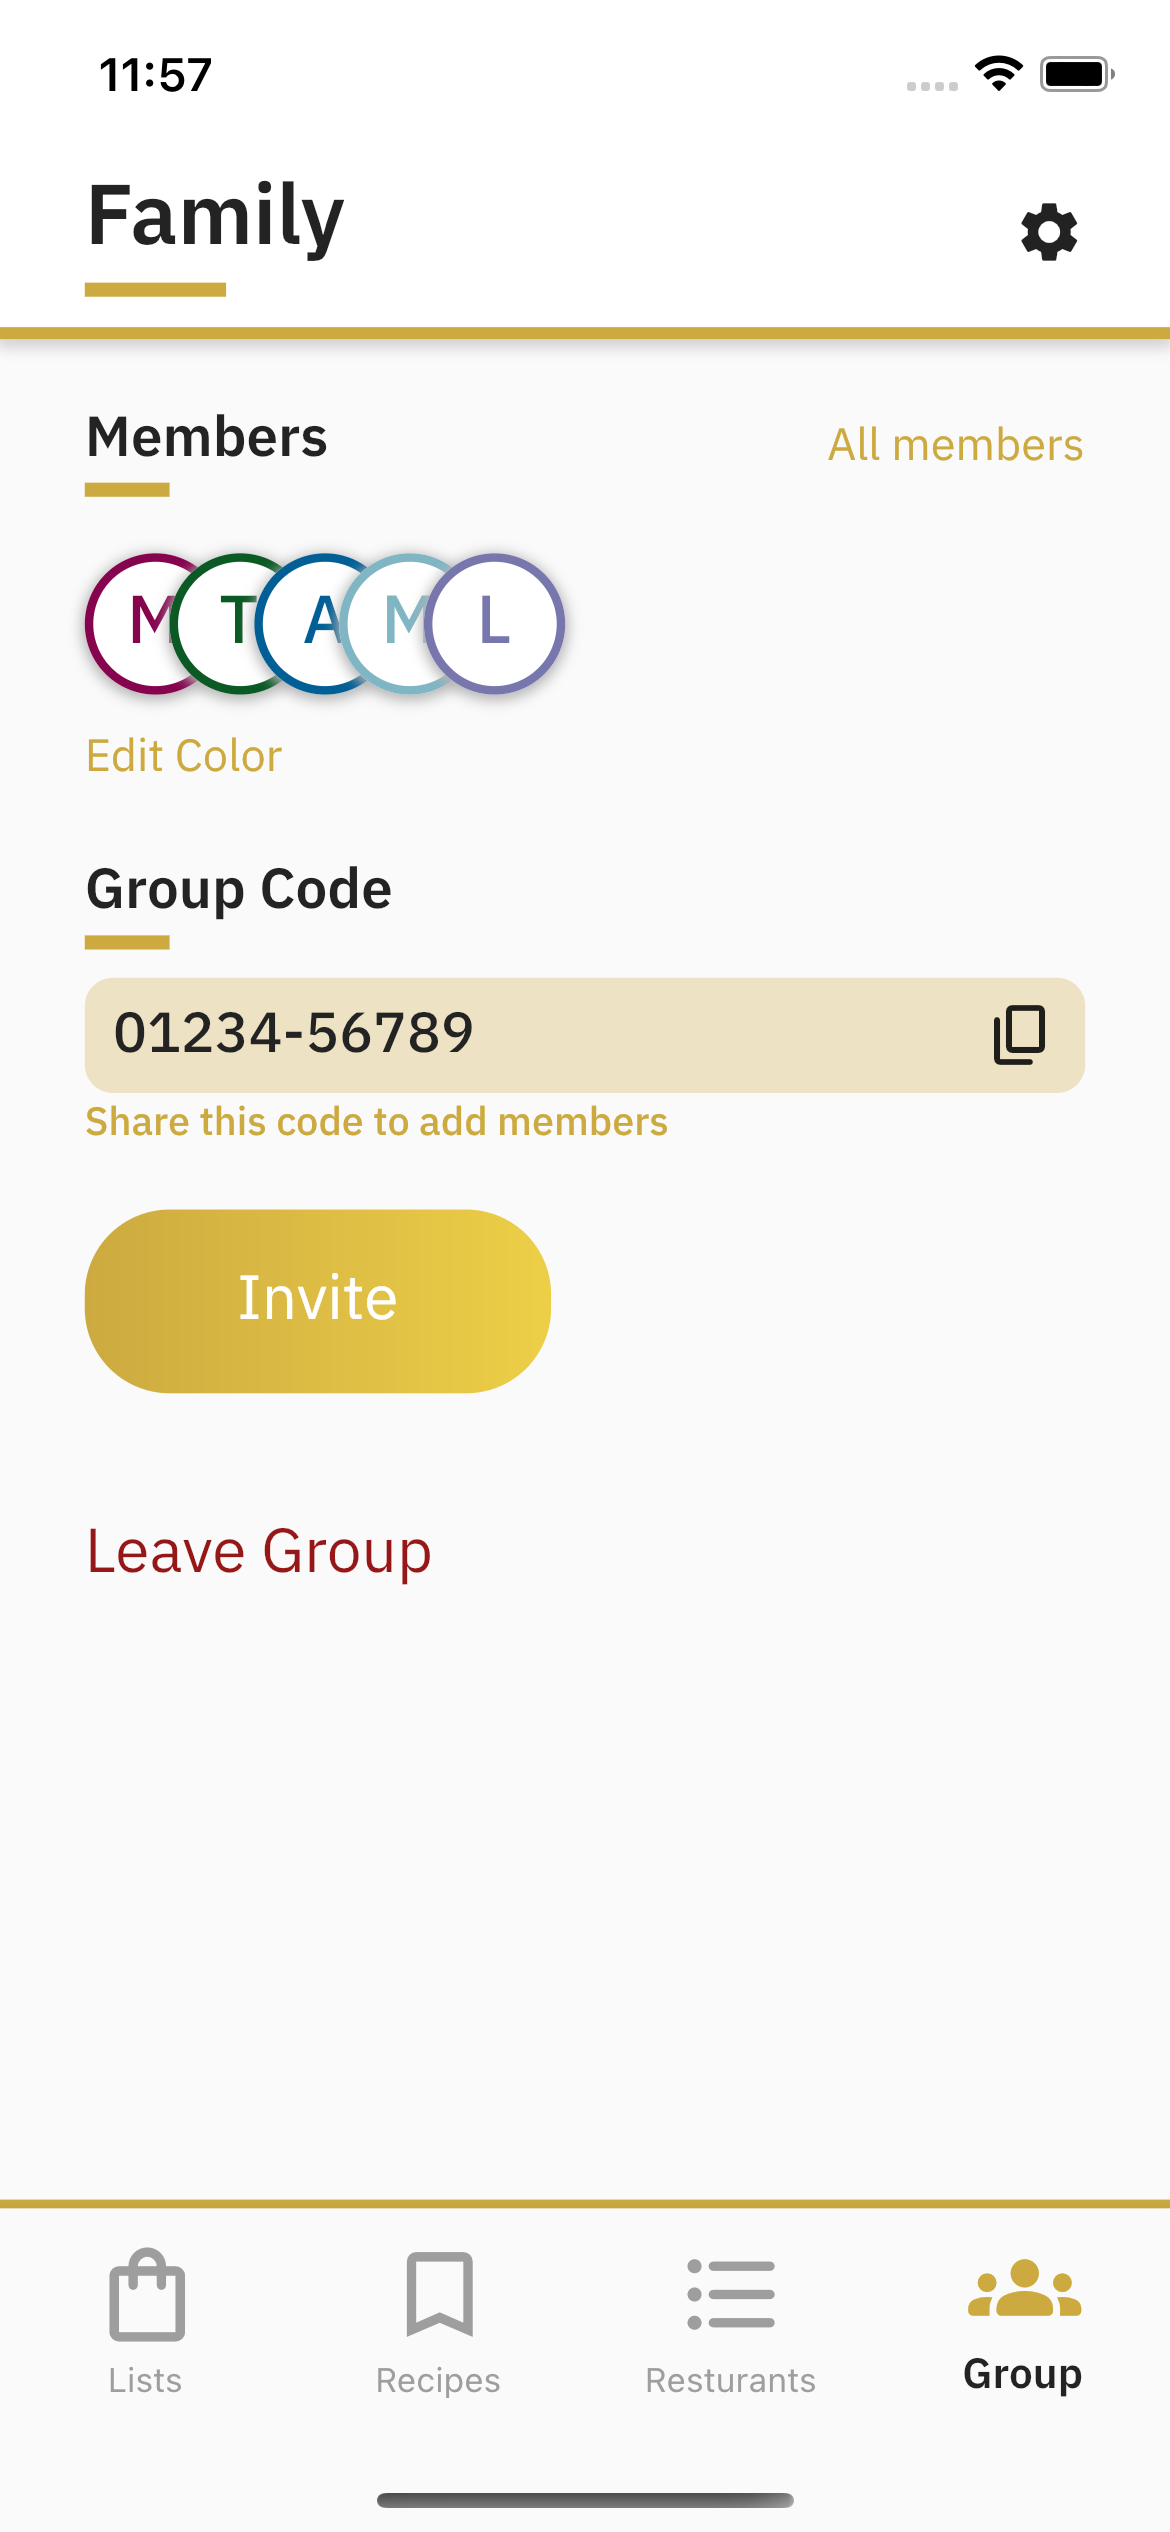 11:57
Family
Members
All members
M T A M L
Edit Color
Group Code
01234-56789
Share this code to add members
Invite
Leave Group
Lists
Recipes
Resturants
Group